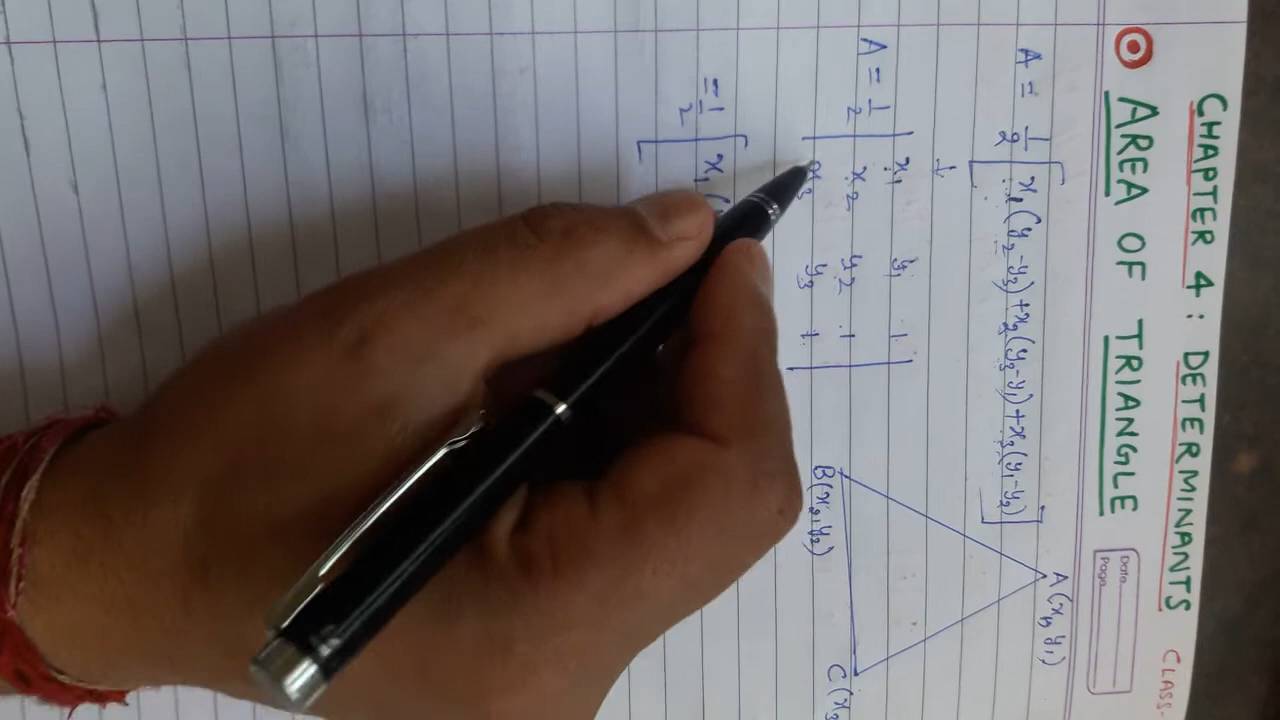 CHAPTER 4 : DETERMINANTS CLASS-
AREA OF TRIANGLE
Date
Page
A = 1/2 [x1(y2-y3)+x2(y3-y1)+x3(y1-y2)]
A(x1, y1)
A = 1/2 | x1 y1 1
x2 y2 1
x3 y3 1 |
B(x2, y2)
C(x3
= 1/2 [ x1(